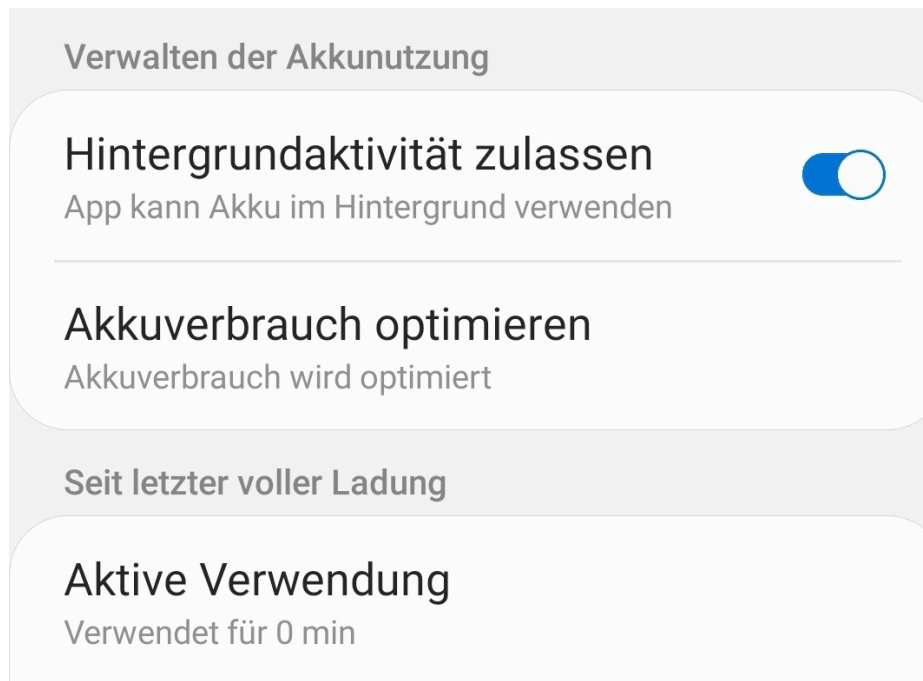 Verwalten der Akkunutzung
Hintergrundaktivität zulassen
App kann Akku im Hintergrund verwenden
Akkuverbrauch optimieren
Akkuverbrauch wird optimiert
Seit letzter voller Ladung
Aktive Verwendung
Verwendet für 0 min